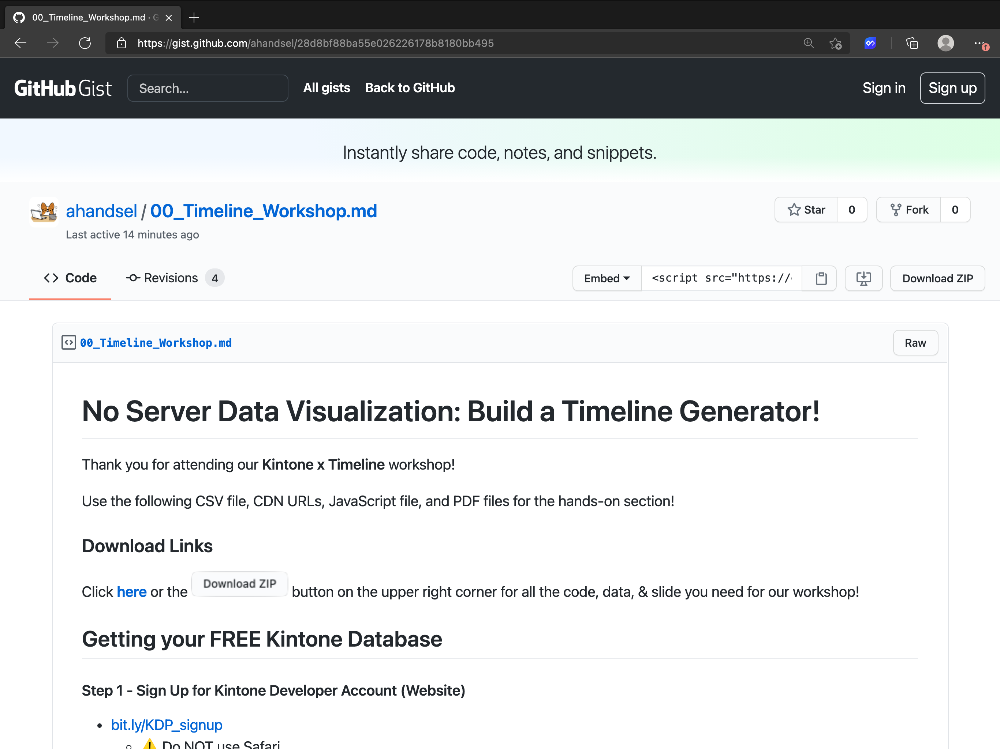 00_Timeline_Workshop.md · G
https://gist.github.com/ahandsel/28d8bf88ba55e026226178b8180bb495
GitHub Gist Search... All gists Back to GitHub Sign in Sign up
Instantly share code, notes, and snippets.
ahandsel / 00_Timeline_Workshop.md Star 0 Fork 0
Last active 14 minutes ago
Code Revisions 4 Embed <script src="https:// Download ZIP
00_Timeline_Workshop.md Raw
No Server Data Visualization: Build a Timeline Generator!
Thank you for attending our Kintone x Timeline workshop!
Use the following CSV file, CDN URLs, JavaScript file, and PDF files for the hands-on section!
Download Links
Click here or the Download ZIP button on the upper right corner for all the code, data, & slide you need for our workshop!
Getting your FREE Kintone Database
Step 1 - Sign Up for Kintone Developer Account (Website)
• bit.ly/KDP_signup
◦ ⚠️ Do NOT use Safari